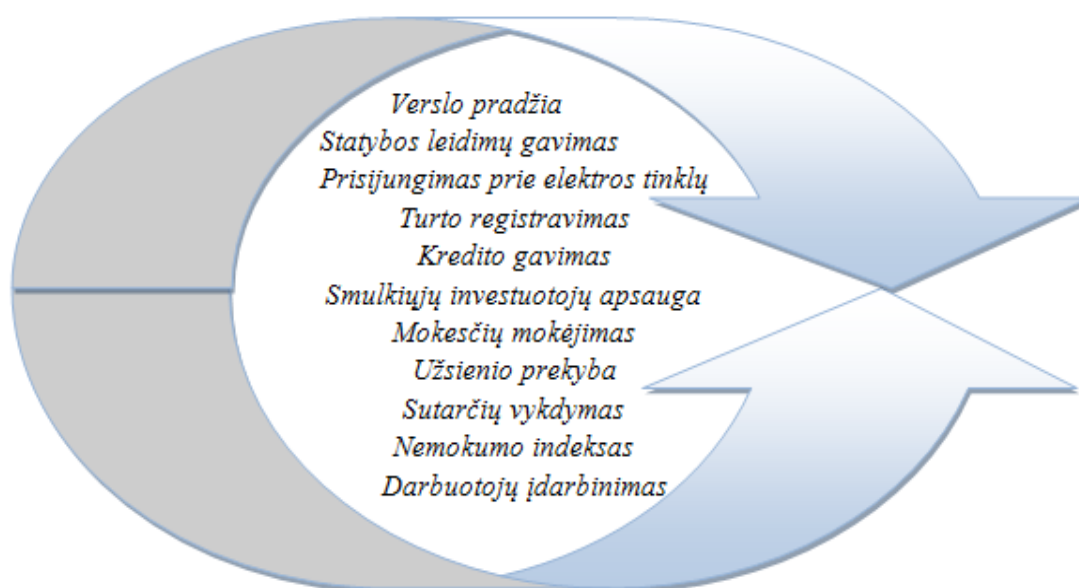 Verslo pradžia
Statybos leidimų gavimas
Prisijungimas prie elektros tinklų
Turto registravimas
Kredito gavimas
Smulkiųjų investuotojų apsauga
Mokesčių mokėjimas
Užsienio prekyba
Sutarčių vykdymas
Nemokumo indeksas
Darbuotojų įdarbinimas